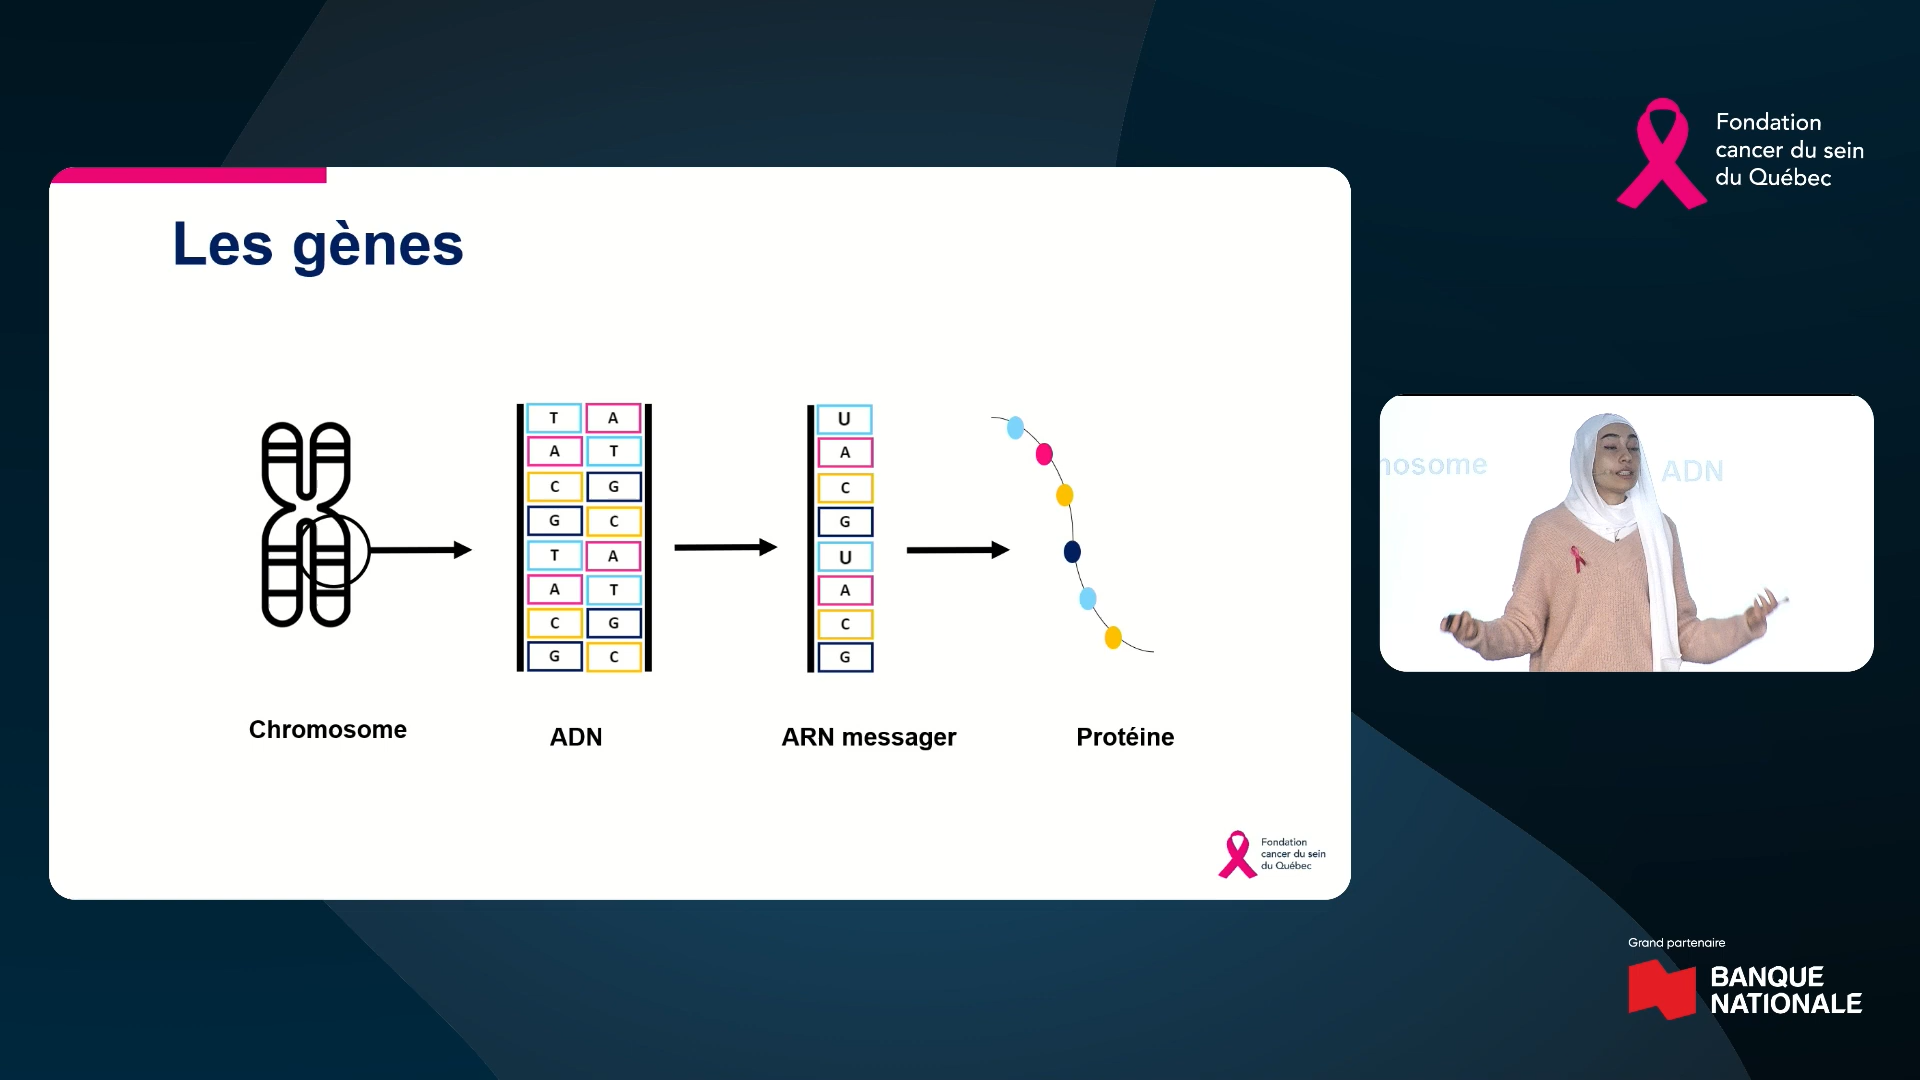 Fondation
cancer du sein
du Québec
Les gènes
T A
A T
C G
G C
T A
A T
C G
G C
U
A
C
G
U
A
C
G
Chromosome
ADN
ARN messager
Protéine
Fondation
cancer du sein
du Québec
nosome
ADN
Grand partenaire
BANQUE
NATIONALE